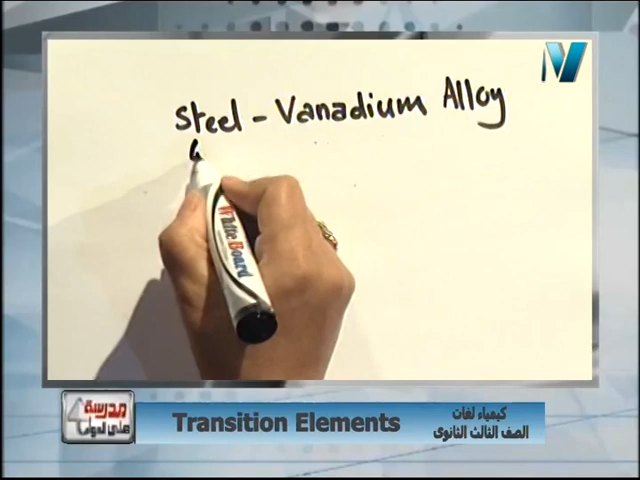 Steel - Vanadium Alloy
White Board
مدرسة
على الهواء
Transition Elements
كيمياء لغات
الصف الثالث الثانوى